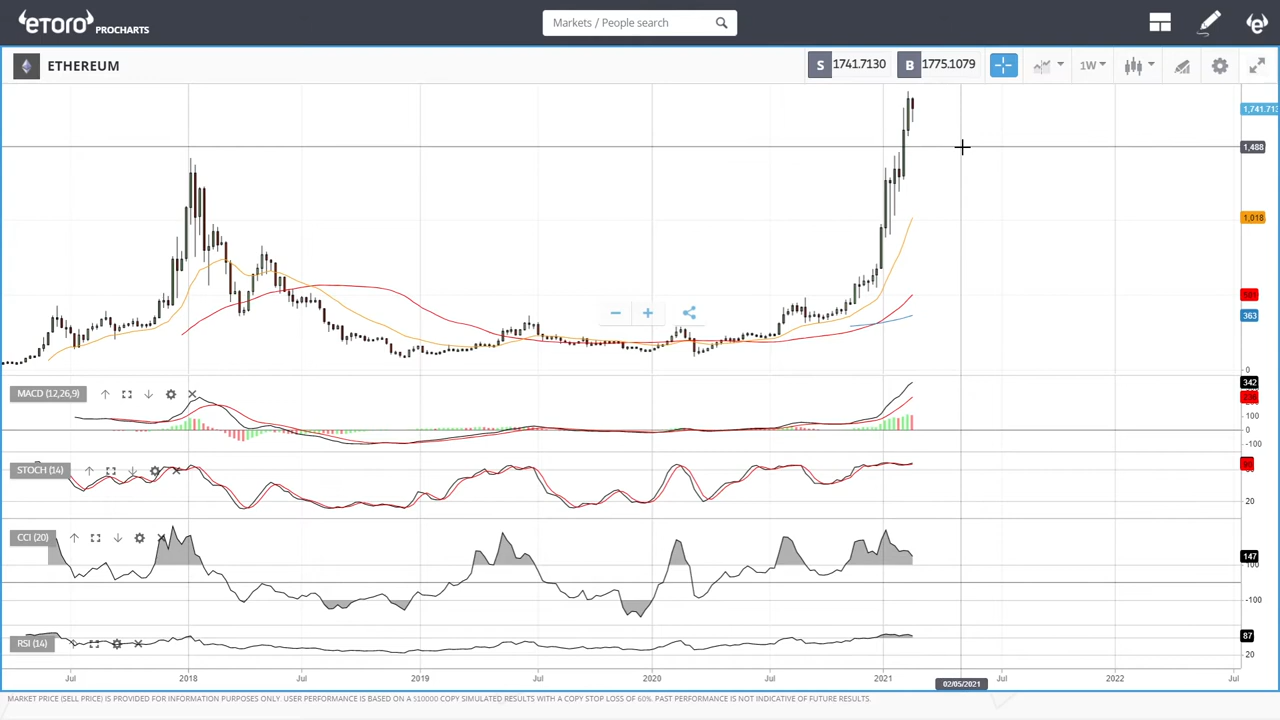 eToro PROCHARTS
Markets / People search
ETHEREUM
S 1741.7130
B 1775.1079
1W
1,741.713
1,488
1,018
363
0
MACD (12,26,9)
342
100
0
-100
STOCH (14)
20
CCI (20)
147
100
-100
RSI (14)
87
20
Jul 2018 Jul 2019 Jul 2020 Jul 2021 02/05/2021 Jul 2022 Jul
MARKET PRICE (SELL PRICE) IS PROVIDED FOR INFORMATION PURPOSES ONLY. USER PERFORMANCE IS BASED ON A $10000 COPY SIMULATED RESULTS WITH A COPY STOP LOSS OF 60%. PAST PERFORMANCE IS NOT INDICATIVE OF FUTURE RESULTS.